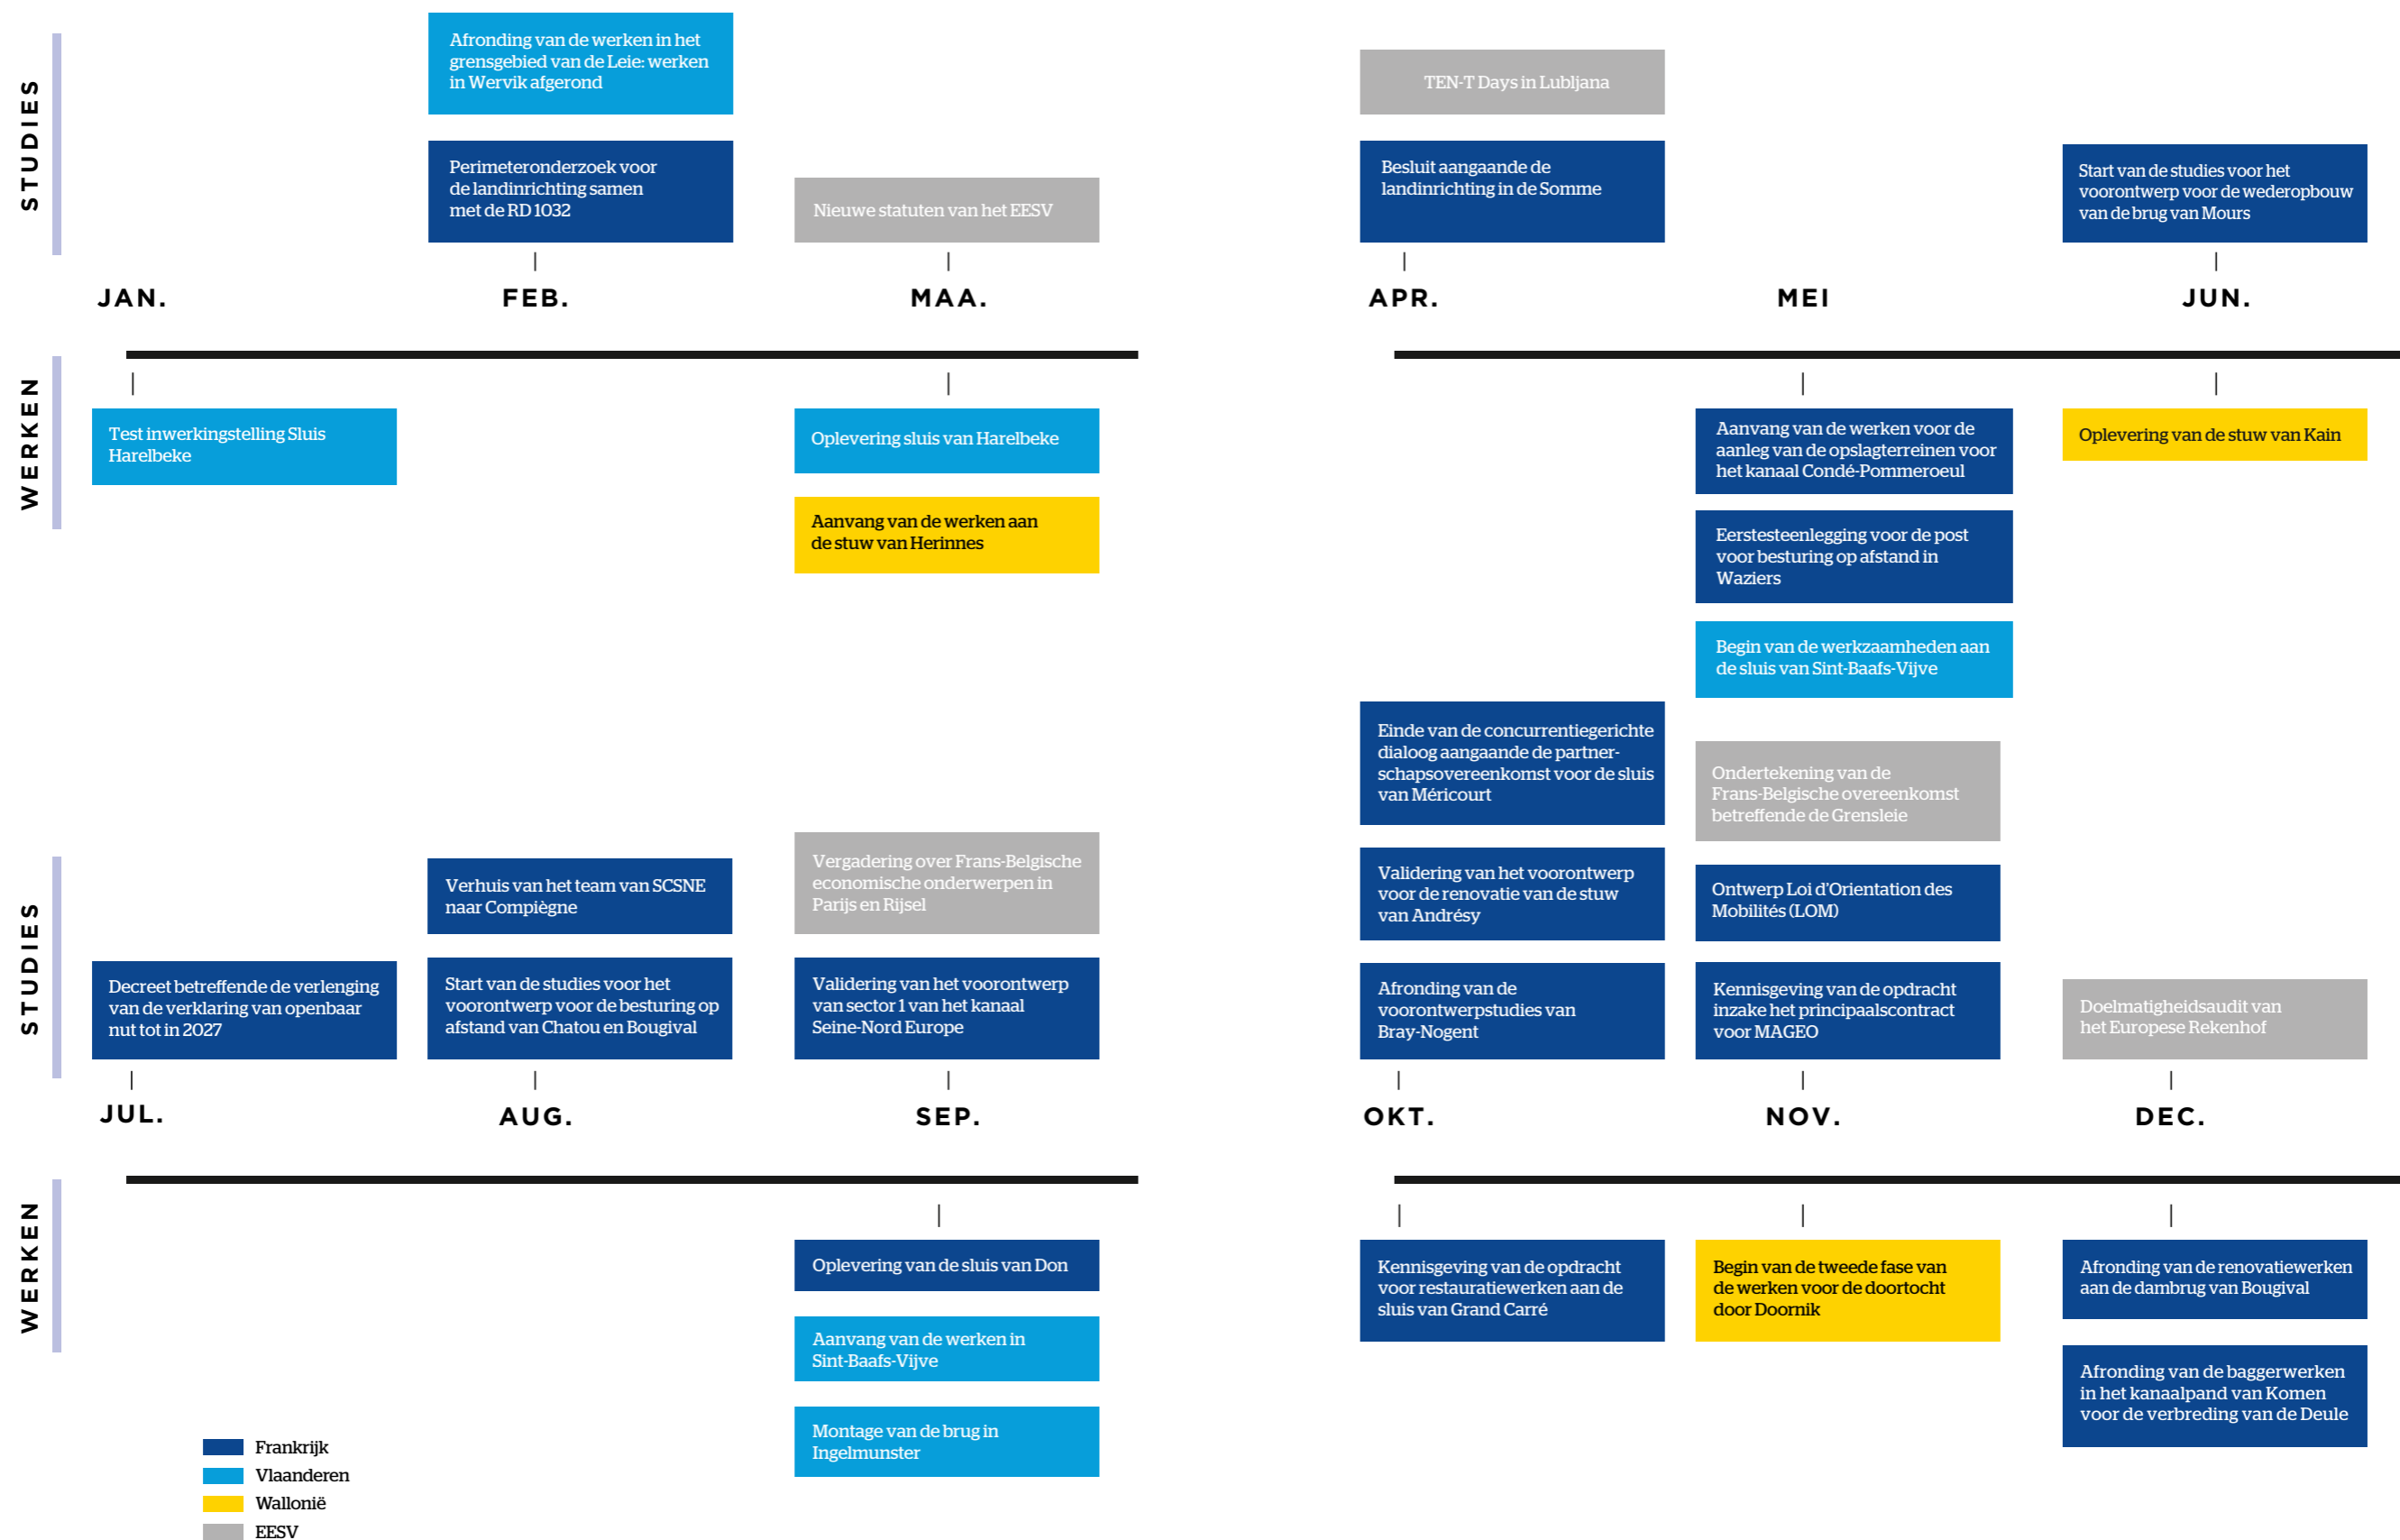 STUDIES
Afronding van de werken in het
grensgebied van de Leie: werken
in Wervik afgerond
Perimeteronderzoek voor
de landinrichting samen
met de RD 1032
Nieuwe statuten van het EESV
TEN-T Days in Lubljana
Besluit aangaande de
landinrichting in de Somme
Start van de studies voor het
voorontwerp voor de wederopbouw
van de brug van Mours
JAN.
FEB.
MAA.
APR.
MEI
JUN.
WERKEN
Test inwerkingstelling Sluis
Harelbeke
Oplevering sluis van Harelbeke
Aanvang van de werken aan
de stuw van Herinnes
Aanvang van de werken voor de
aanleg van de opslagterreinen voor
het kanaal Condé-Pommeroeul
Eerstesteenlegging voor de post
voor besturing op afstand in
Waziers
Begin van de werkzaamheden aan
de sluis van Sint-Baafs-Vijve
Oplevering van de stuw van Kain
STUDIES
Decreet betreffende de verlenging
van de verklaring van openbaar
nut tot in 2027
Verhuis van het team van SCSNE
naar Compiègne
Start van de studies voor het
voorontwerp voor de besturing op
afstand van Chatou en Bougival
Vergadering over Frans-Belgische
economische onderwerpen in
Parijs en Rijsel
Validering van het voorontwerp
van sector 1 van het kanaal
Seine-Nord Europe
Einde van de concurrentiegerichte
dialoog aangaande de partner-
schapsovereenkomst voor de sluis
van Méricourt
Validering van het voorontwerp
voor de renovatie van de stuw
van Andrésy
Afronding van de
voorontwerpstudies van
Bray-Nogent
Ondertekening van de
Frans-Belgische overeenkomst
betreffende de Grensleie
Ontwerp Loi d'Orientation des
Mobilités (LOM)
Kennisgeving van de opdracht
inzake het principaalscontract
voor MAGEO
Doelmatigheidsaudit van
het Europese Rekenhof
JUL.
AUG.
SEP.
OKT.
NOV.
DEC.
WERKEN
Oplevering van de sluis van Don
Aanvang van de werken in
Sint-Baafs-Vijve
Montage van de brug in
Ingelmunster
Kennisgeving van de opdracht
voor restauratiewerken aan de
sluis van Grand Carré
Begin van de tweede fase van
de werken voor de doortocht
door Doornik
Afronding van de renovatiewerken
aan de dambrug van Bougival
Afronding van de baggerwerken
in het kanaalpand van Komen
voor de verbreding van de Deule
Frankrijk
Vlaanderen
Wallonië
EESV